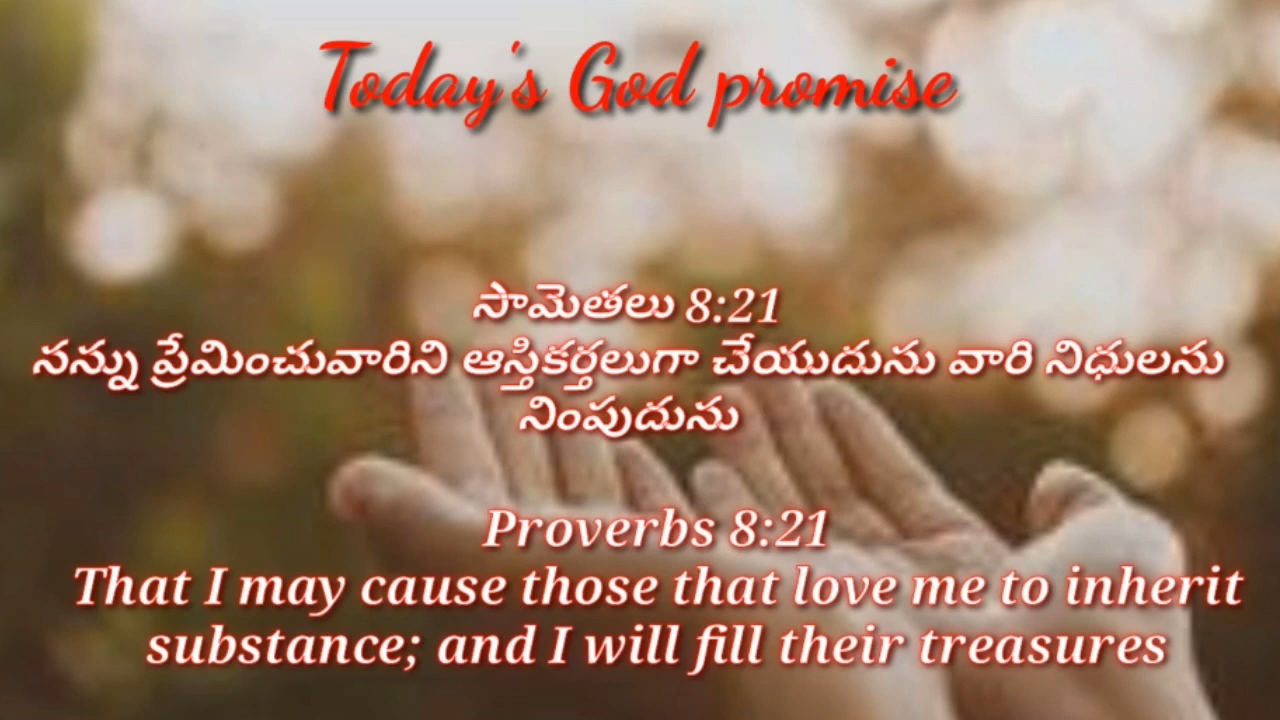 Today's God promise
సామెతలు 8:21
నన్ను ప్రేమించువారిని ఆస్తికర్తలుగా చేయుదును వారి నిధులను
నింపుదును
Proverbs 8:21
That I may cause those that love me to inherit
substance; and I will fill their treasures